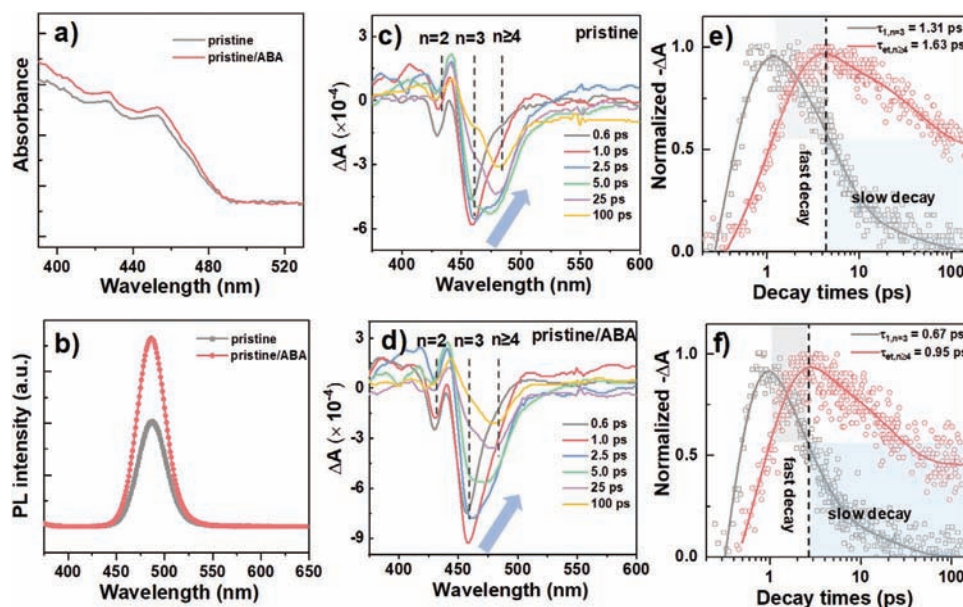 a)
pristine
pristine/ABA
Absorbance
400 440 480 520
Wavelength (nm)
b)
pristine
pristine/ABA
PL intensity (a.u.)
400 450 500 550 600 650
Wavelength (nm)
c)
n=2 n=3 n≥4 pristine
ΔA (×10⁻⁴)
3
0
-3
-6
0.6 ps
1.0 ps
2.5 ps
5.0 ps
25 ps
100 ps
400 450 500 550 600
Wavelength (nm)
d)
n=2 n=3 n≥4 pristine/ABA
ΔA (×10⁻⁴)
3
0
-3
-6
-9
0.6 ps
1.0 ps
2.5 ps
5.0 ps
25 ps
100 ps
400 450 500 550 600
Wavelength (nm)
e)
τ1,n=3 = 1.31 ps
τet,n≥4 = 1.63 ps
Normalized -ΔA
1.0
0.5
0.0
fast decay
slow decay
1 10 100
Decay times (ps)
f)
τ1,n=3 = 0.67 ps
τet,n≥4 = 0.95 ps
Normalized -ΔA
1.0
0.5
0.0
fast decay
slow decay
1 10 100
Decay times (ps)